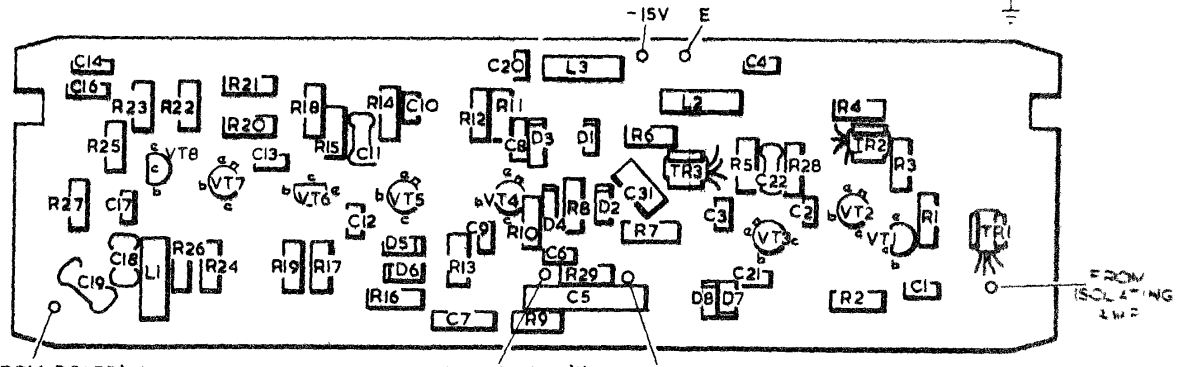 -15V E
C14 C20 L3 C4
C16 R21 L2
R23 R22 R18 R14 C10 R12 R11 R4
R20 R15 C11 C8 D3 D1 R6 TR2
R25 VT8 C13 TR3 R5 R28 R3
e c b e b VT7 c b VT6 e c e b VT5 c b VT4 e c C31 C22
R27 C17 C12 R10 D4 R8 D2 C3 C2 e b VT2 c R1
C18 R26 R24 R19 R17 D5 C9 R7 VT3 e c b VT1 c e b TR1
C19 L1 D6 R13 C6 R29 C21 FROM
R16 C5 D8 D7 R2 C1 ISOLATING
C7 R9